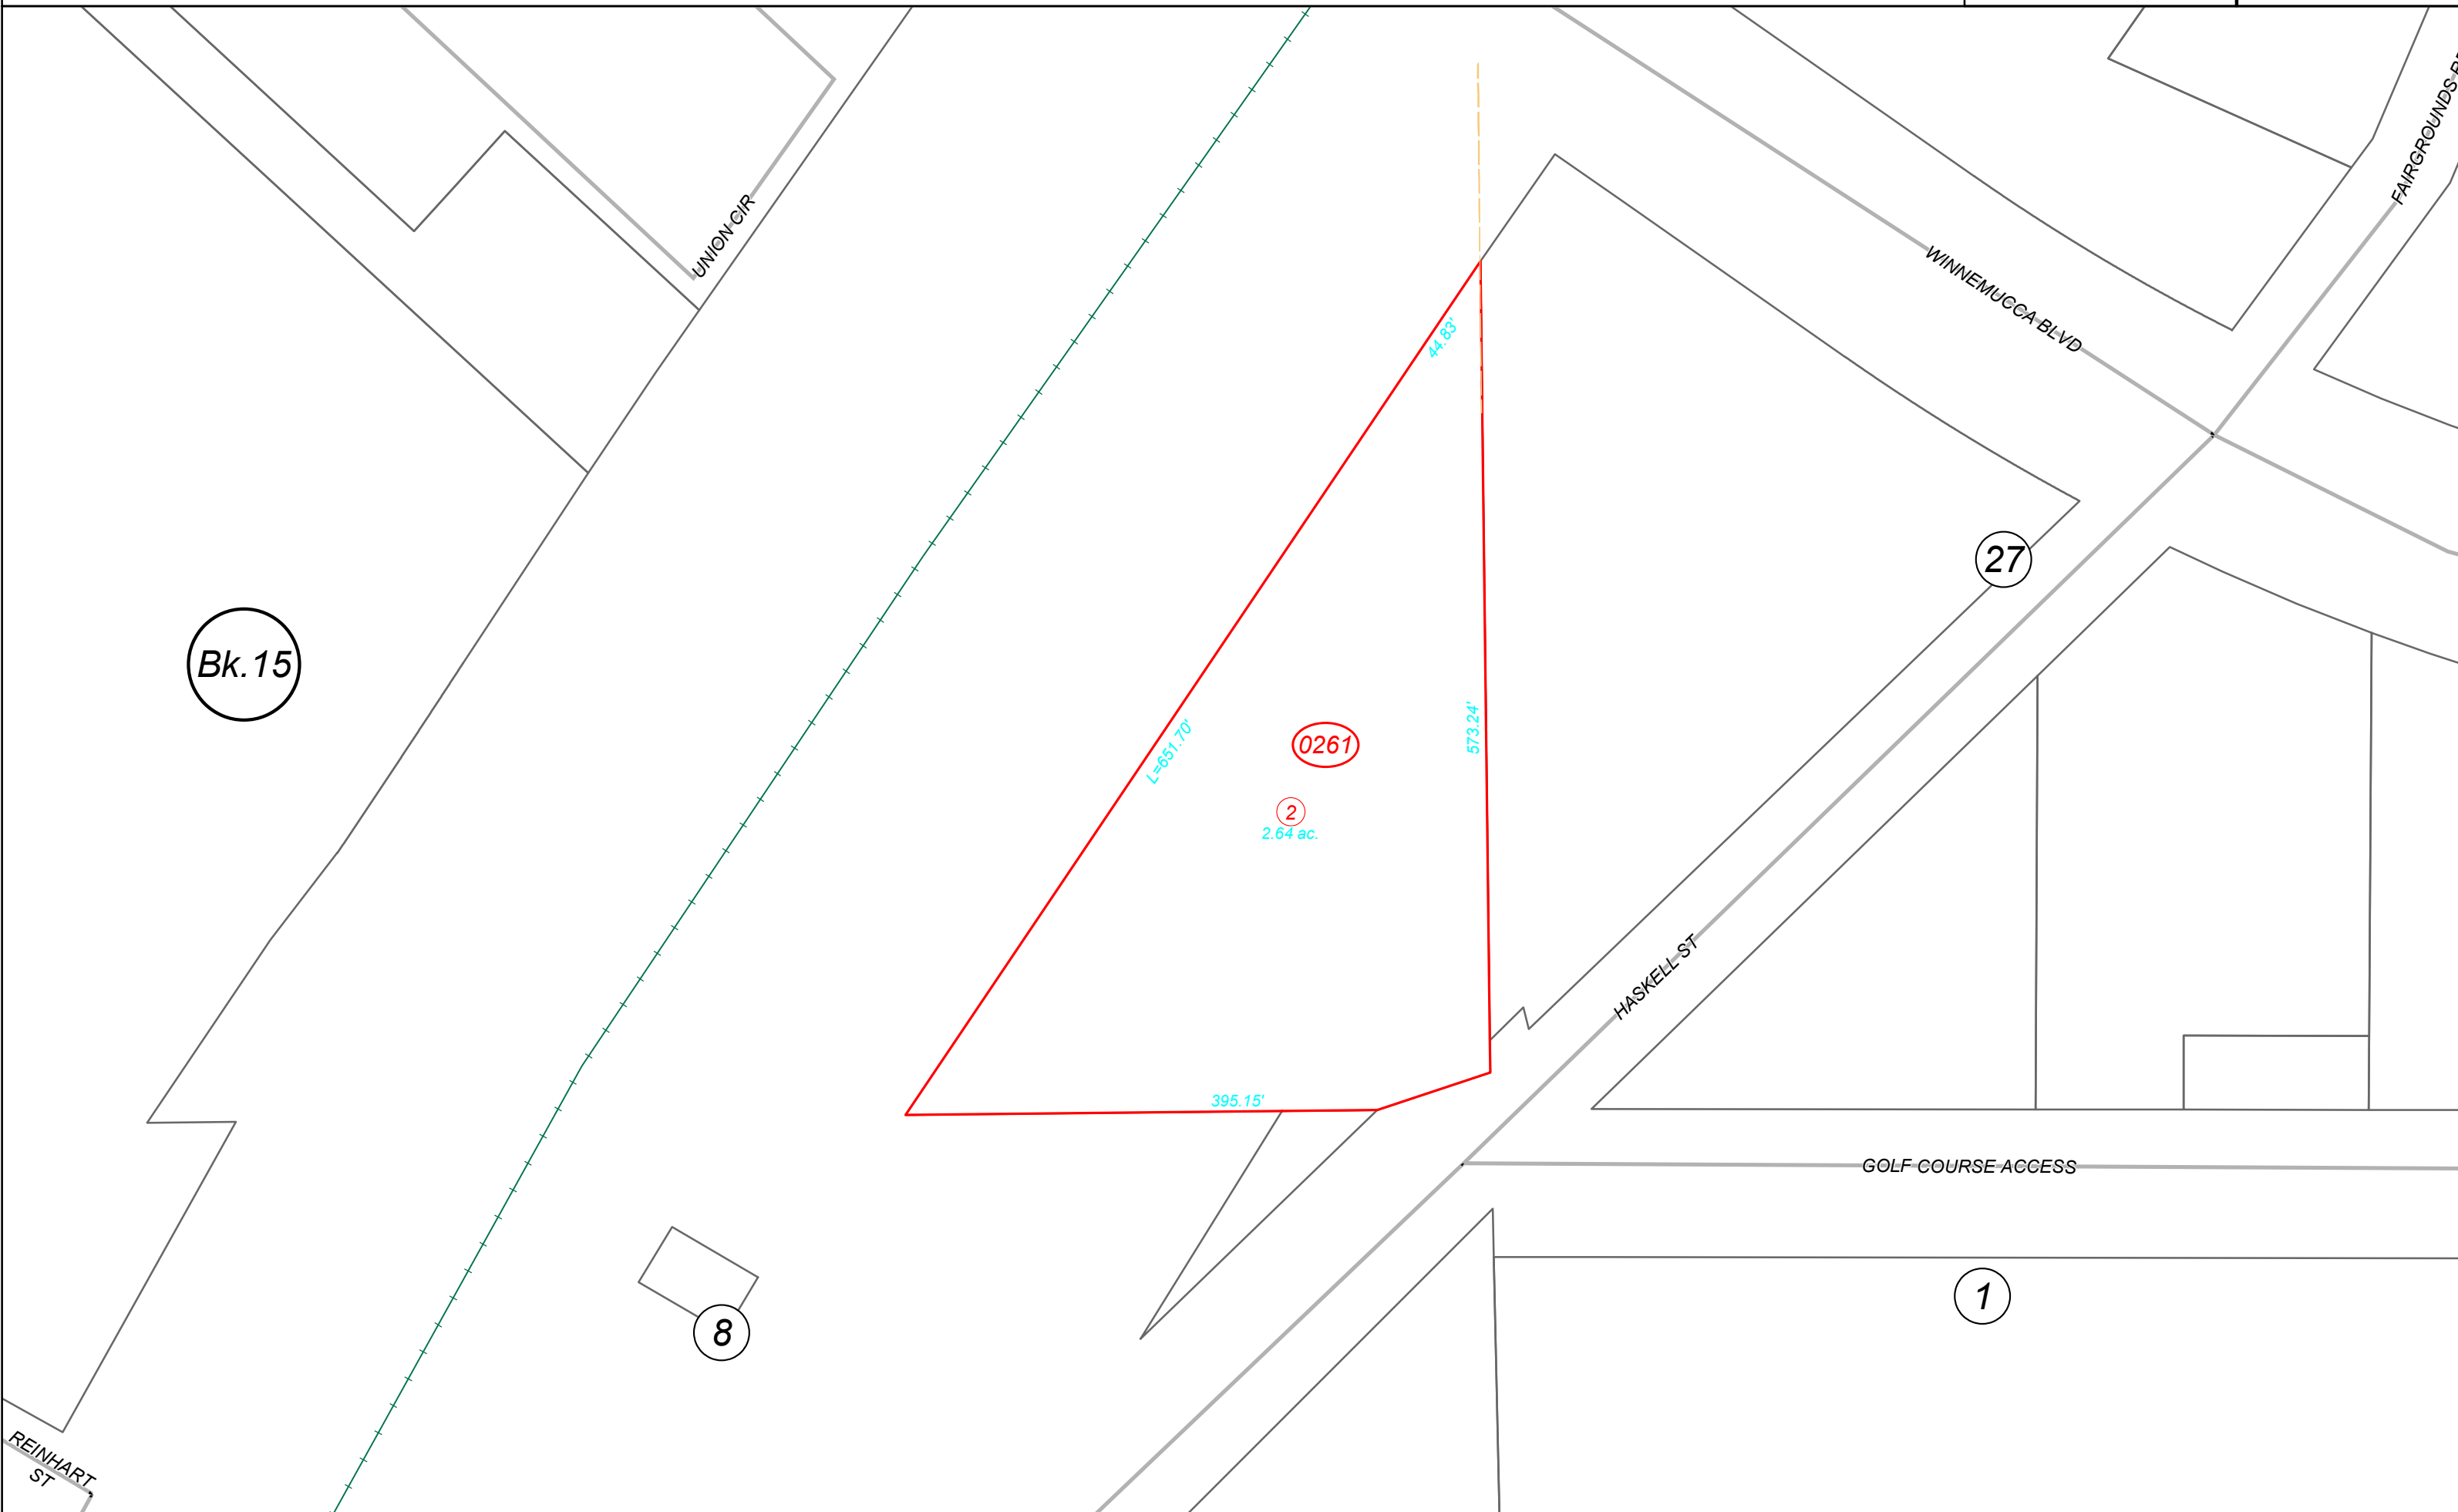 UNION CIR
FAIRGROUNDS
WINNEMUCCA BLVD
44.83'
27
Bk.15
573.24'
L=651.70'
0261
2
2.64 ac.
HASKELL ST
395.15'
GOLF COURSE ACCESS
1
8
REINHART
ST